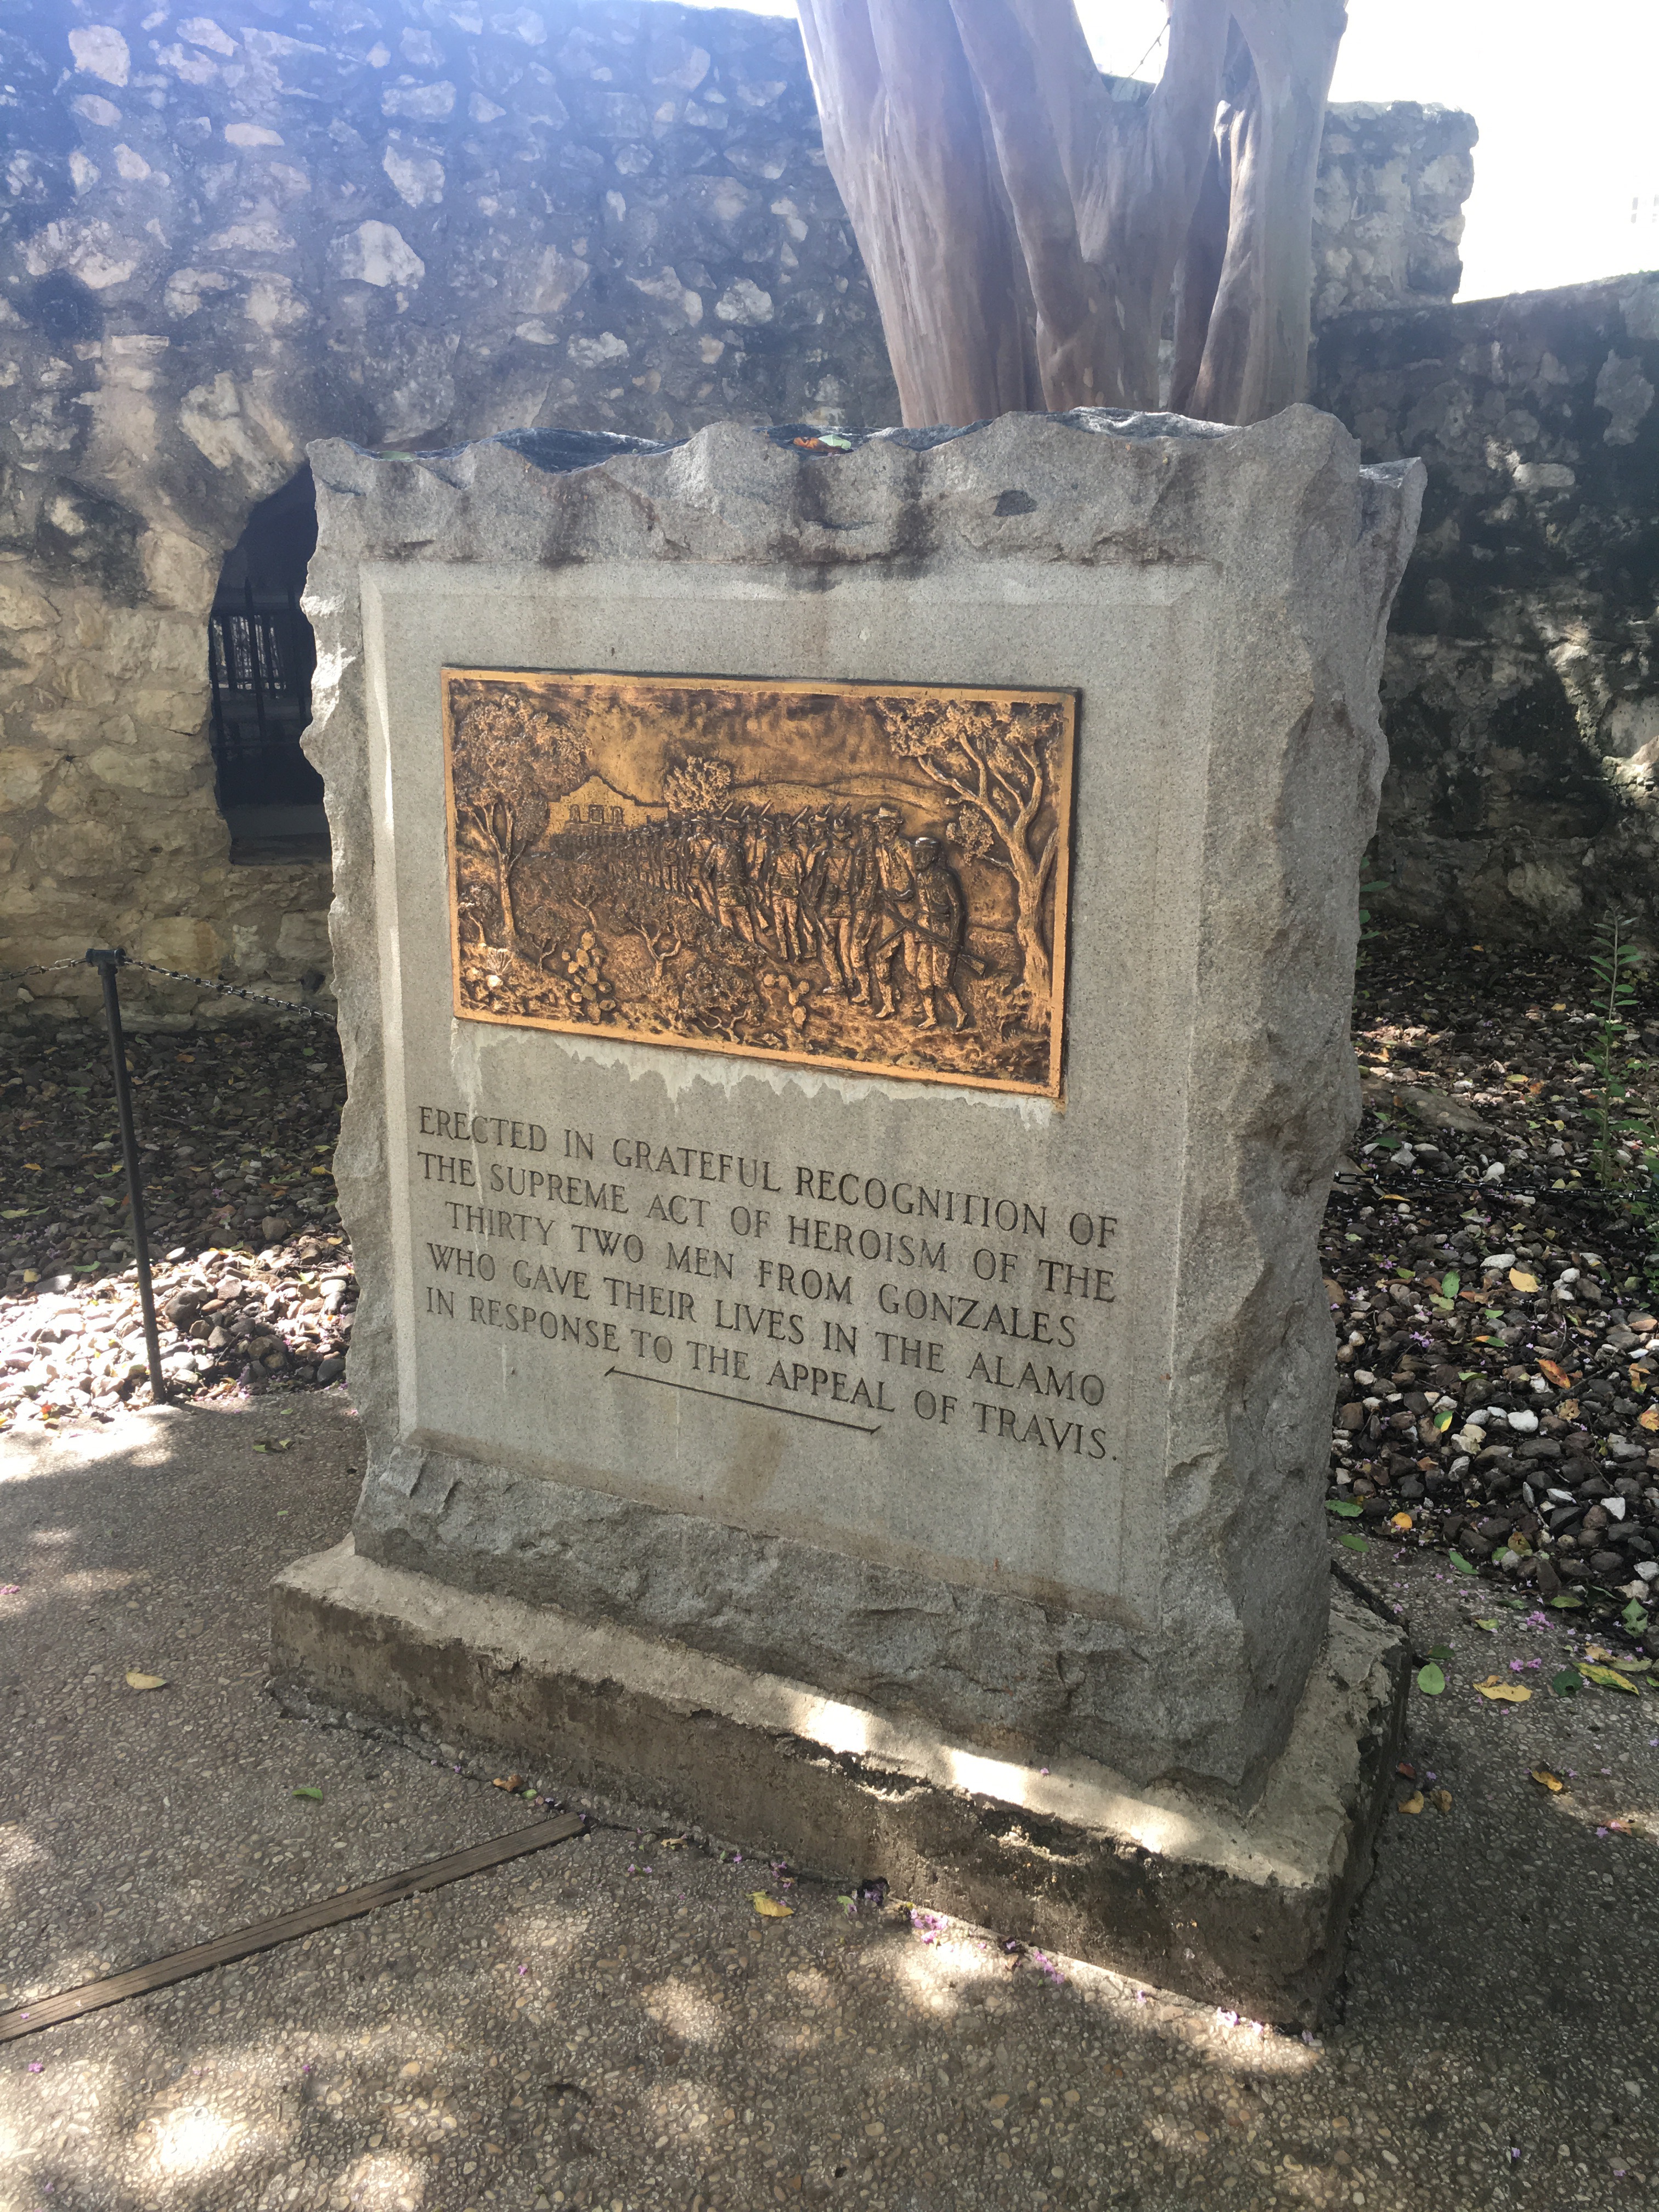 ERECTED IN GRATEFUL RECOGNITION OF
THE SUPREME ACT OF HEROISM OF THE
THIRTY TWO MEN FROM GONZALES
WHO GAVE THEIR LIVES IN THE ALAMO
IN RESPONSE TO THE APPEAL OF TRAVIS.